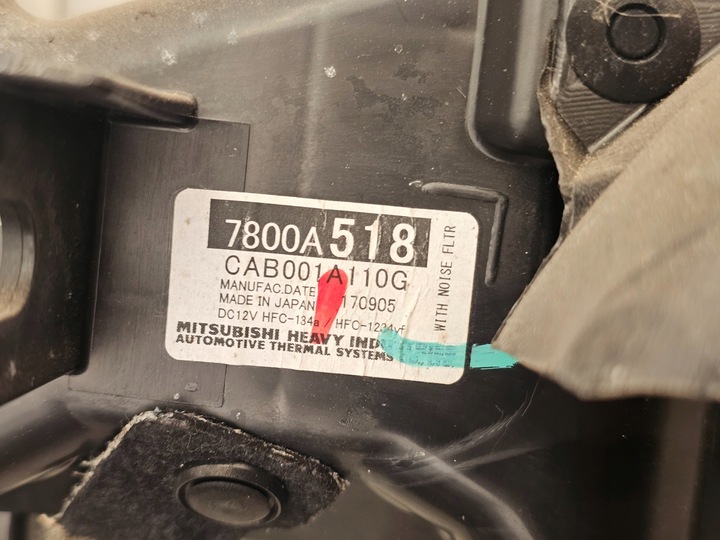 7800A518
CAB001A110G
MANUFAC.DATE
MADE IN JAPAN 170905
DC12V HFC-134a / HFC-1234yf
MITSUBISHI HEAVY IND
AUTOMOTIVE THERMAL SYSTEMS
WITH NOISE FLTR